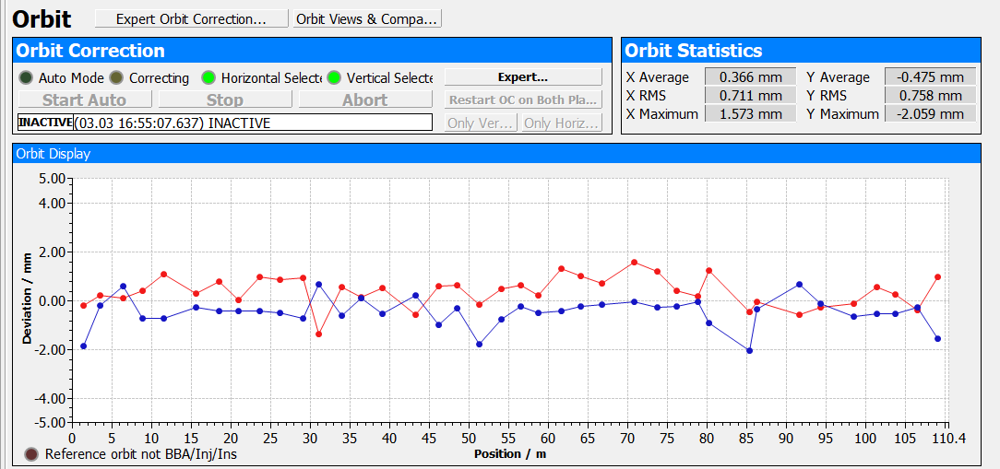 Orbit
Expert Orbit Correction...
Orbit Views & Compa...
Orbit Correction
Auto Mode
Correcting
Horizontal Selecte
Vertical Selecte
Expert...
Start Auto
Stop
Abort
Restart OC on Both Pla...
INACTIVE (03.03 16:55:07.637) INACTIVE
Only Ver...
Only Horiz...
Orbit Statistics
X Average 0.366 mm Y Average -0.475 mm
X RMS 0.711 mm Y RMS 0.758 mm
X Maximum 1.573 mm Y Maximum -2.059 mm
Orbit Display
5.00
4.00
2.00
0.00
-2.00
-4.00
-5.00
Deviation / mm
0 5 10 15 20 25 30 35 40 45 50 55 60 65 70 75 80 85 90 95 100 105 110.4
Position / m
Reference orbit not BBA/Inj/Ins